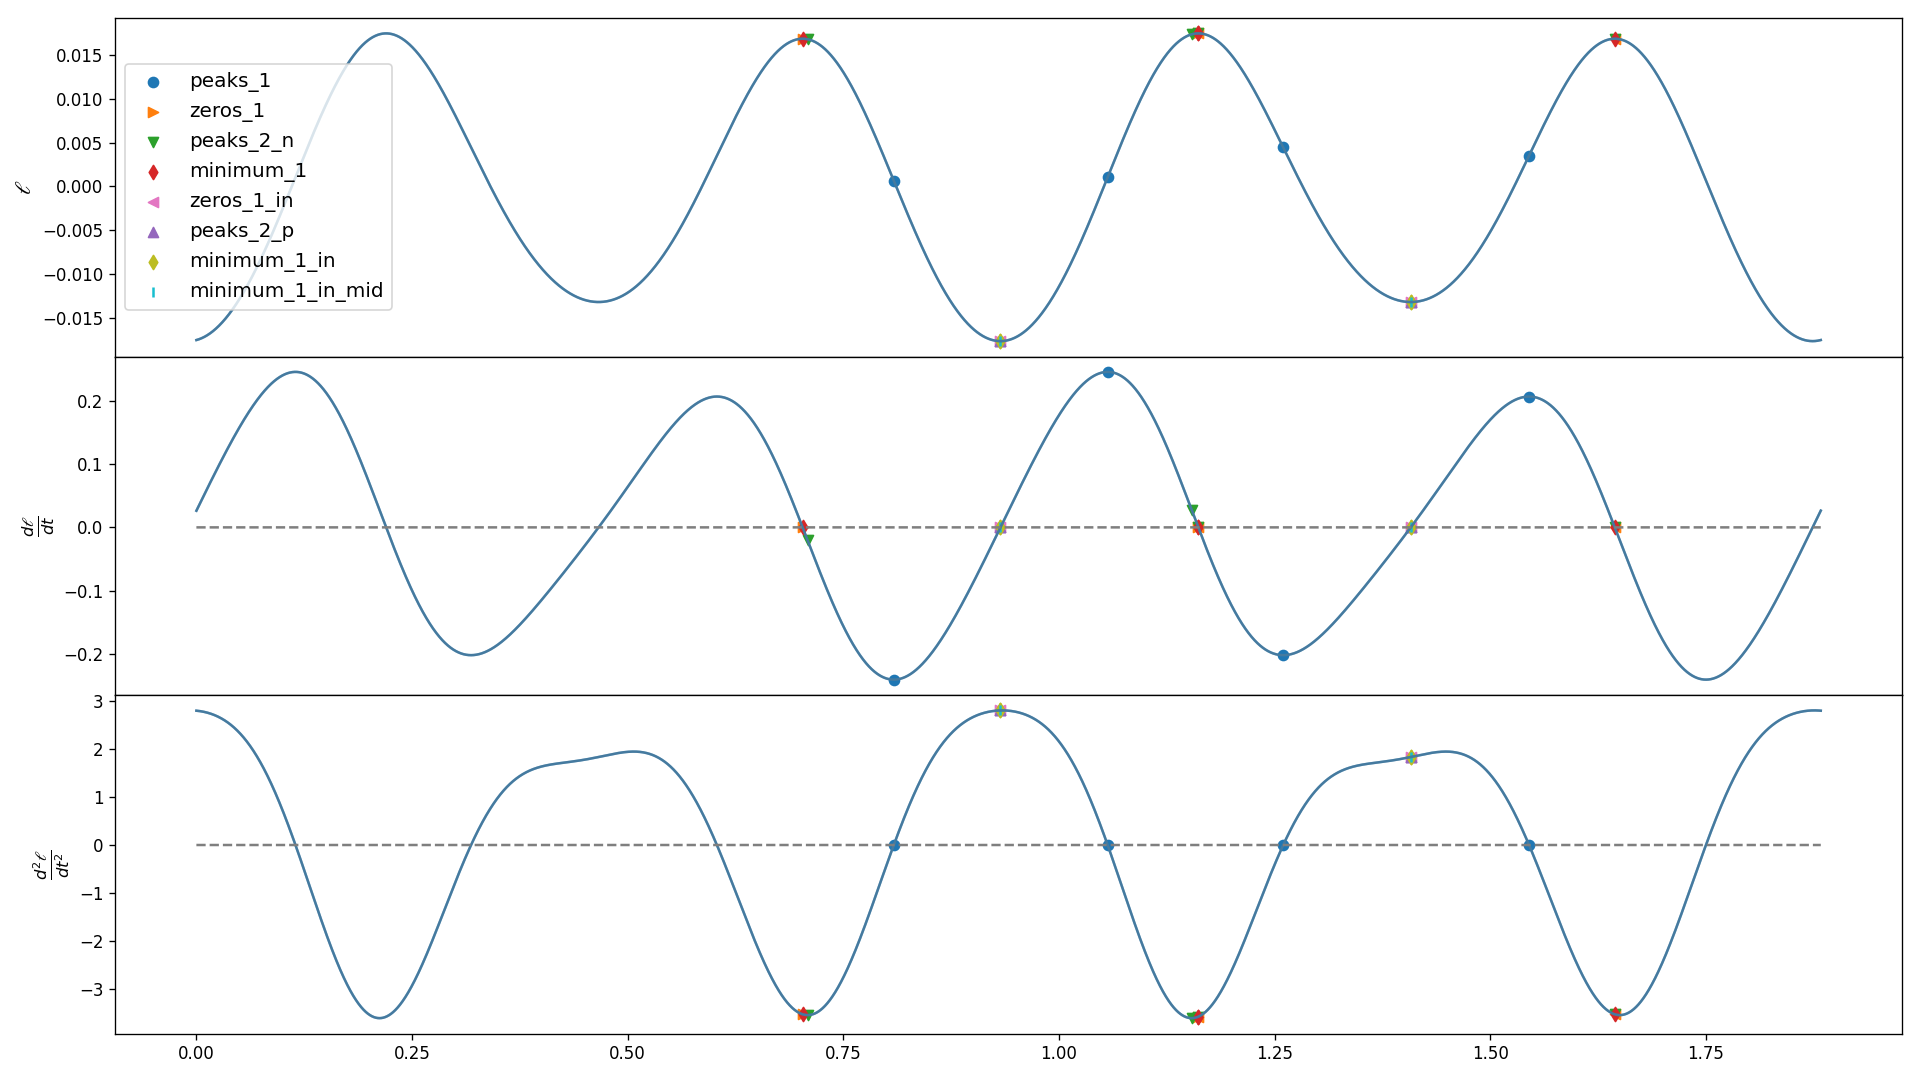 0.015
0.010
0.005
0.000
−0.005
−0.010
−0.015
ℓ
peaks_1
zeros_1
peaks_2_n
minimum_1
zeros_1_in
peaks_2_p
minimum_1_in
minimum_1_in_mid
0.2
0.1
0.0
−0.1
−0.2
dℓ
dt
3
2
1
0
−1
−2
−3
d²ℓ
dt²
0.00 0.25 0.50 0.75 1.00 1.25 1.50 1.75